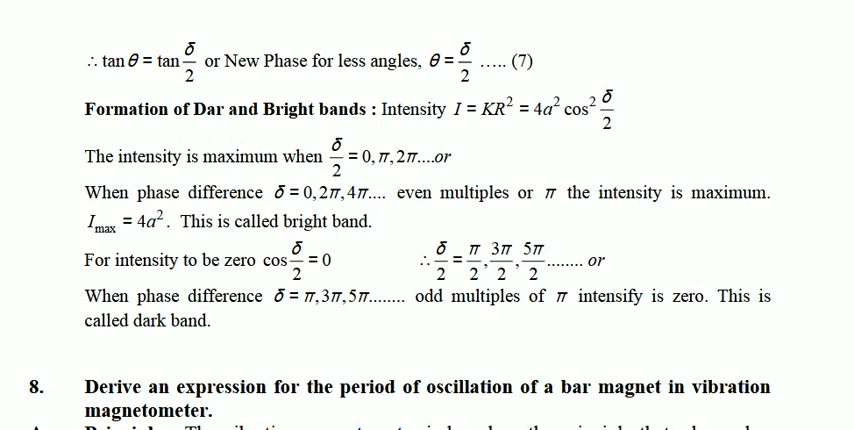 ∴ tan θ = tan δ/2 or New Phase for less angles, θ = δ/2 ..... (7)
Formation of Dar and Bright bands : Intensity I = KR² = 4a² cos² δ/2
The intensity is maximum when δ/2 = 0, π, 2π....or
When phase difference δ = 0, 2π, 4π.... even multiples or π the intensity is maximum.
I_max = 4a². This is called bright band.
For intensity to be zero cos δ/2 = 0 ∴ δ/2 = π/2, 3π/2, 5π/2 ........ or
When phase difference δ = π, 3π, 5π........ odd multiples of π intensify is zero. This is
called dark band.
8. Derive an expression for the period of oscillation of a bar magnet in vibration
magnetometer.